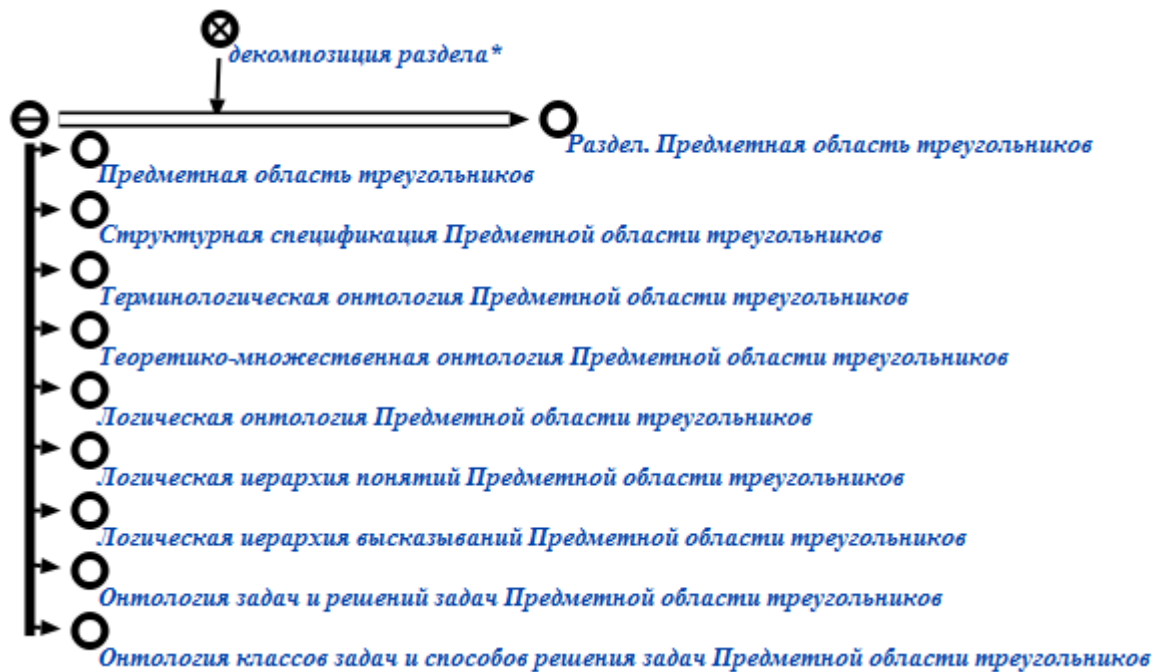 декомпозиция раздела*
Раздел. Предметная область треугольников
Предметная область треугольников
Структурная спецификация Предметной области треугольников
Терминологическая онтология Предметной области треугольников
Теоретико-множественная онтология Предметной области треугольников
Логическая онтология Предметной области треугольников
Логическая иерархия понятий Предметной области треугольников
Логическая иерархия высказываний Предметной области треугольников
Онтология задач и решений задач Предметной области треугольников
Онтология классов задач и способов решения задач Предметной области треугольников